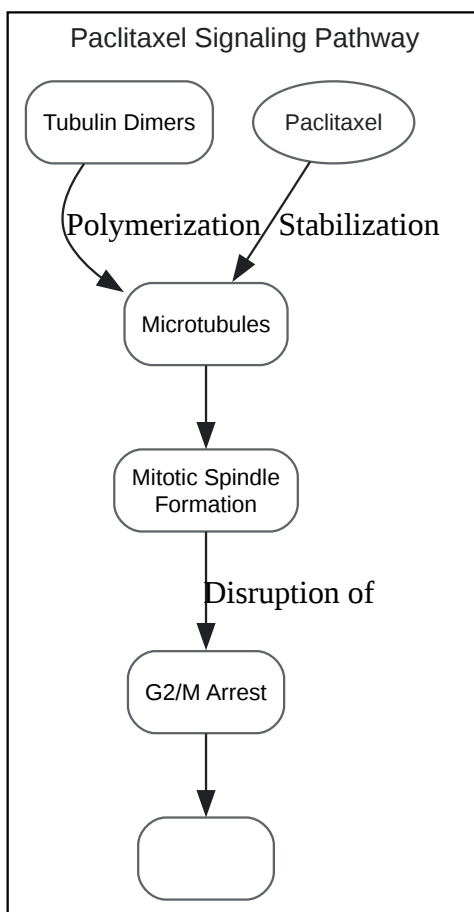 Paclitaxel Signaling Pathway
Tubulin Dimers
Paclitaxel
Polymerization
Stabilization
Microtubules
Mitotic Spindle
Formation
Disruption of
G2/M Arrest